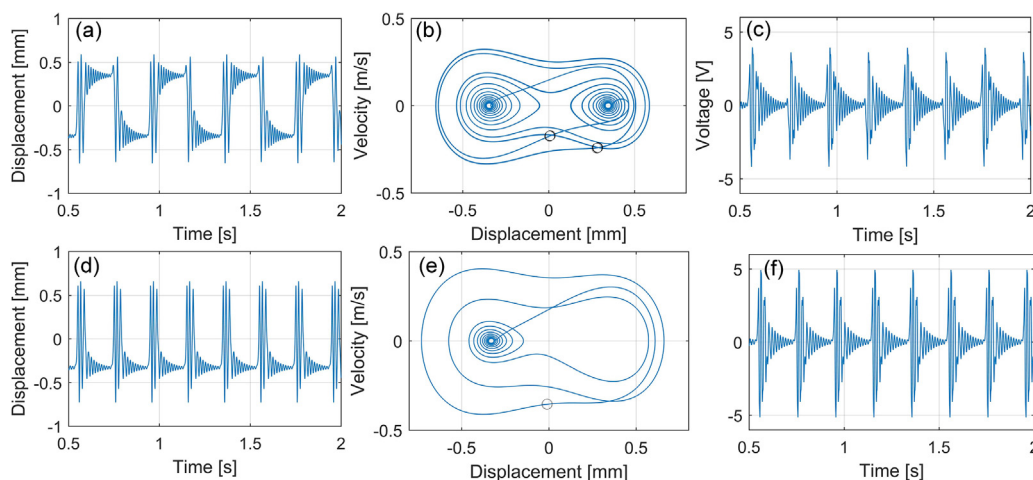 (a)
Displacement [mm]
1
0.5
0
-0.5
-1
0.5 1 1.5 2
Time [s]
(b)
Velocity [m/s]
0.5
0
-0.5
-0.5 0 0.5
Displacement [mm]
(c)
Voltage [V]
5
0
-5
0.5 1 1.5 2
Time [s]
(d)
Displacement [mm]
1
0.5
0
-0.5
-1
0.5 1 1.5 2
Time [s]
(e)
Velocity [m/s]
0.5
0
-0.5
-0.5 0 0.5
Displacement [mm]
(f)
5
0
-5
0.5 1 1.5 2
Time [s]